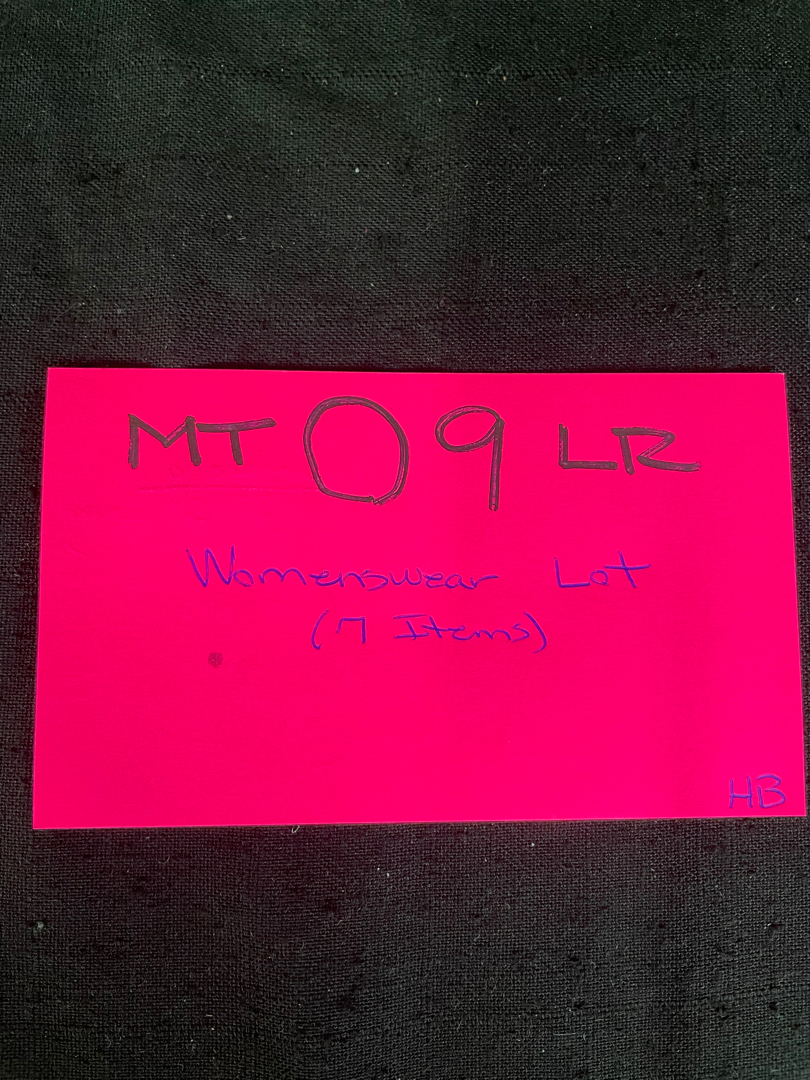 MT 09 LR
Womenswear Lot
(7 Items)
HB